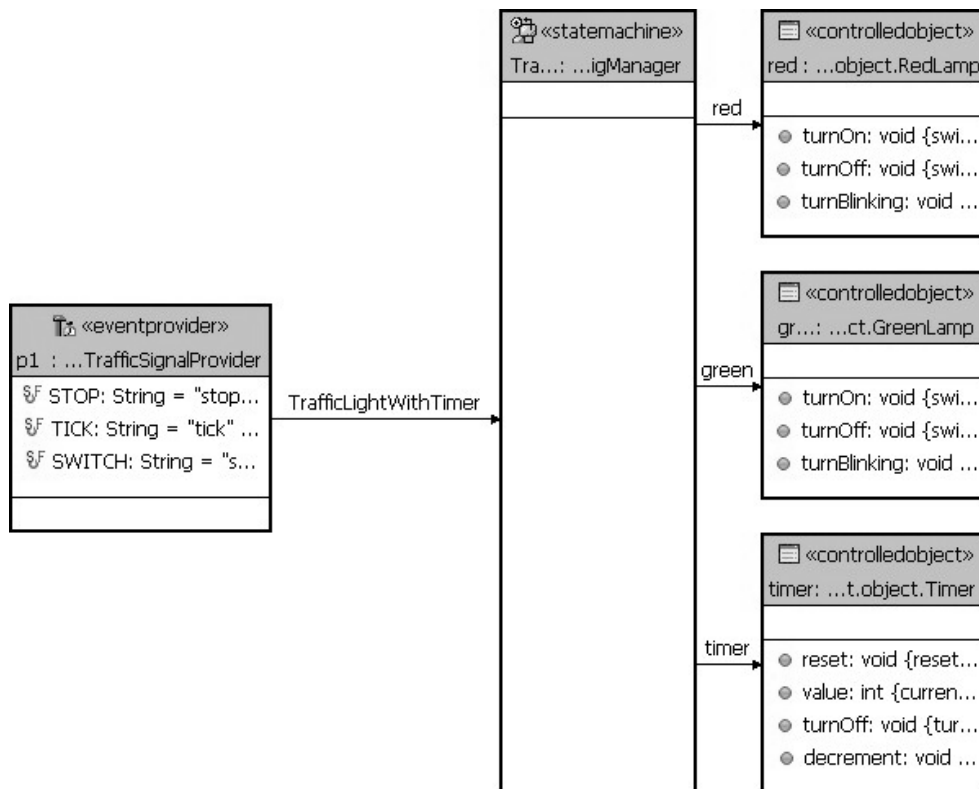 «statemachine»
Tra...: ...igManager
«controlledobject»
red : ...object.RedLamp
turnOn: void {swi...
turnOff: void {swi...
turnBlinking: void ...
red
«controlledobject»
gr...: ...ct.GreenLamp
turnOn: void {swi...
turnOff: void {swi...
turnBlinking: void ...
green
«eventprovider»
p1 : ...TrafficSignalProvider
SF STOP: String = "stop...
SF TICK: String = "tick" ...
SF SWITCH: String = "s...
TrafficLightWithTimer
«controlledobject»
timer: ...t.object.Timer
reset: void {reset...
value: int {curren...
turnOff: void {tur...
decrement: void ...
timer